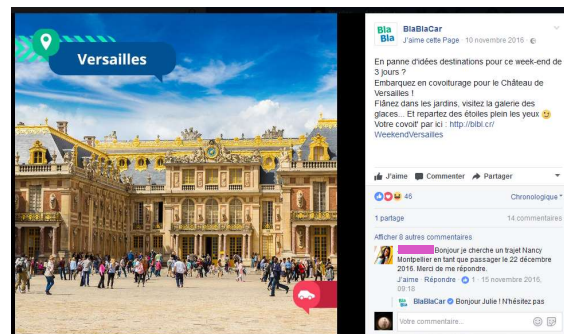 Versailles
Bla
Bla
BlaBlaCar
J'aime cette Page · 10 novembre 2016 ·
En panne d'idées destinations pour ce week-end de
3 jours ?
Embarquez en covoiturage pour le Château de
Versailles !
Flânez dans les jardins, visitez la galerie des
glaces... Et repartez des étoiles plein les yeux
Votre covoit' par ici : http://bibl.cr/
WeekendVersailles
J'aime Commenter Partager
46 Chronologique
1 partage 14 commentaires
Afficher 8 autres commentaires
Bonjour je cherche un trajet Nancy
Montpellier en tant que passager le 22 décembre
2016. Merci de me répondre.
J'aime · Répondre · 1 · 15 novembre 2016,
09:18
BlaBlaCar Bonjour Julie ! N'hésitez pas
Votre commentaire...